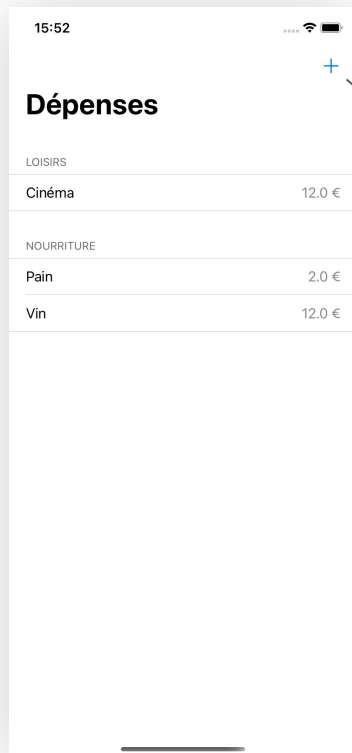 15:52
+
Dépenses
LOISIRS
Cinéma 12.0 €
NOURRITURE
Pain 2.0 €
Vin 12.0 €